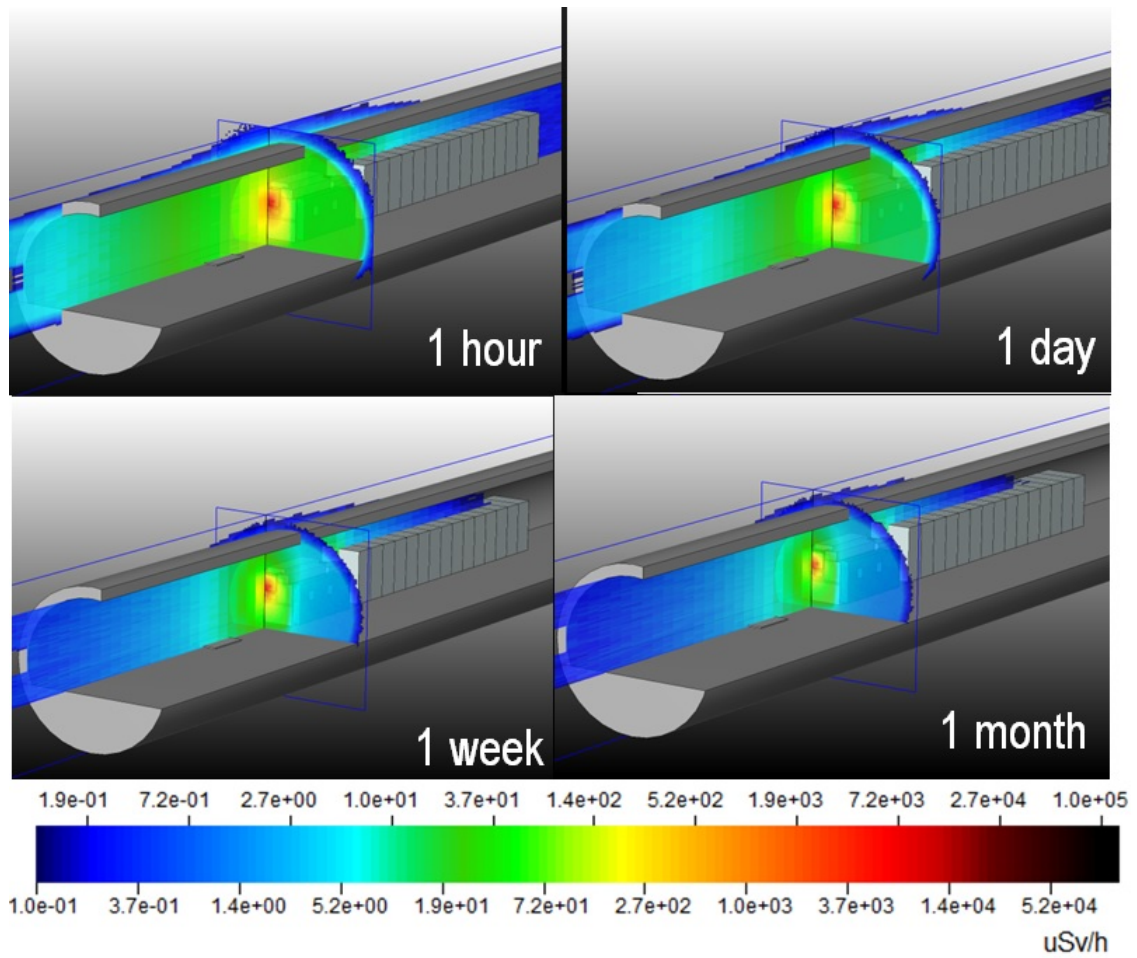 1 hour
1 day
1 week
1 month
1.9e-01 7.2e-01 2.7e+00 1.0e+01 3.7e+01 1.4e+02 5.2e+02 1.9e+03 7.2e+03 2.7e+04 1.0e+05
1.0e-01 3.7e-01 1.4e+00 5.2e+00 1.9e+01 7.2e+01 2.7e+02 1.0e+03 3.7e+03 1.4e+04 5.2e+04
uSv/h